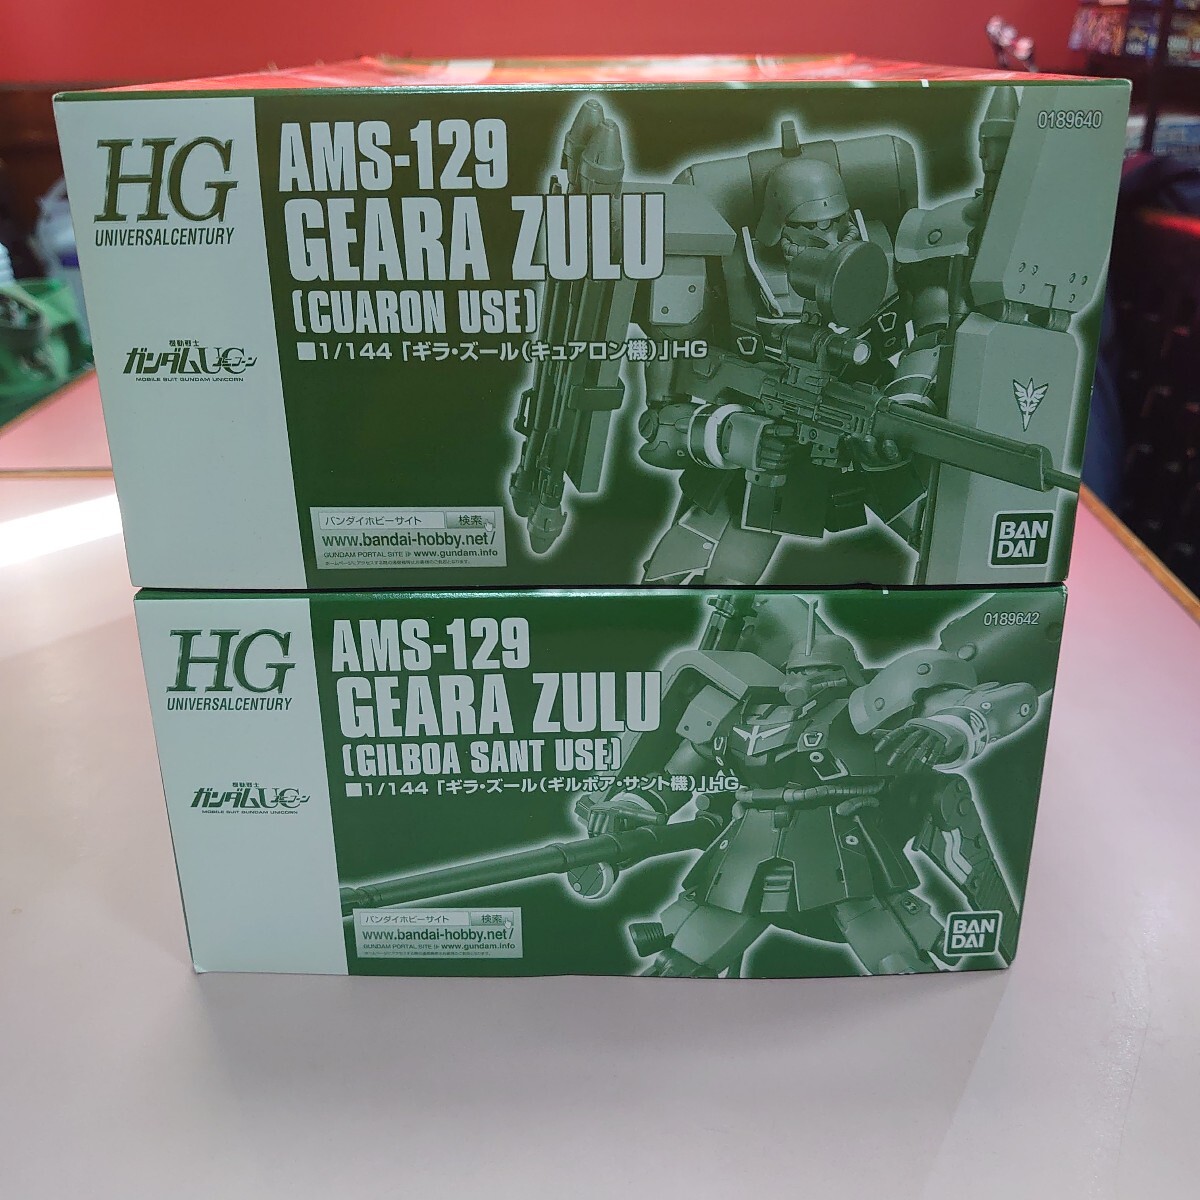 HG
UNIVERSALCENTURY
機動戦士
ガンダムUC
MOBILE SUIT GUNDAM UNICORN
AMS-129
GEARA ZULU
(CUARON USE)
■1/144「ギラ・ズール(キュアロン機)」HG
0189640
バンダイホビーサイト 検索
www.bandai-hobby.net/
GUNDAM PORTAL SITE www.gundam.info
BAN
DAI
HG
UNIVERSALCENTURY
機動戦士
ガンダムUC
MOBILE SUIT GUNDAM UNICORN
AMS-129
GEARA ZULU
(GILBOA SANT USE)
■1/144「ギラ・ズール(ギルボア・サント機)」HG
0189642
バンダイホビーサイト 検索
www.bandai-hobby.net/
GUNDAM PORTAL SITE www.gundam.info
BAN
DAI